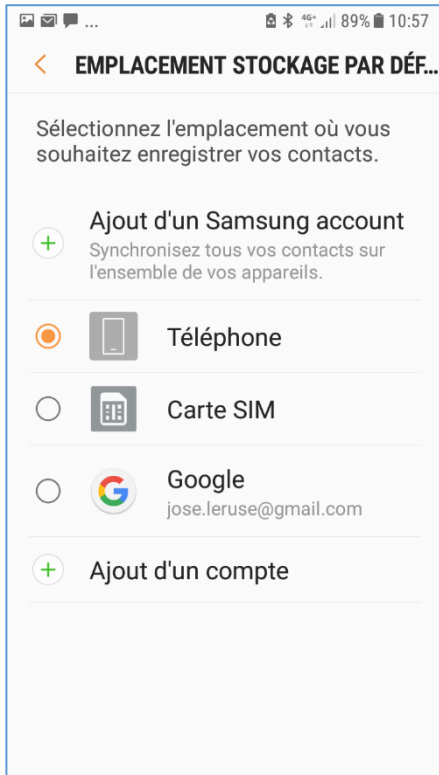 ... 4G+ 89% 10:57
EMPLACEMENT STOCKAGE PAR DÉF...
Sélectionnez l'emplacement où vous
souhaitez enregistrer vos contacts.
Ajout d'un Samsung account
Synchronisez tous vos contacts sur
l'ensemble de vos appareils.
Téléphone
Carte SIM
Google
jose.leruse@gmail.com
Ajout d'un compte